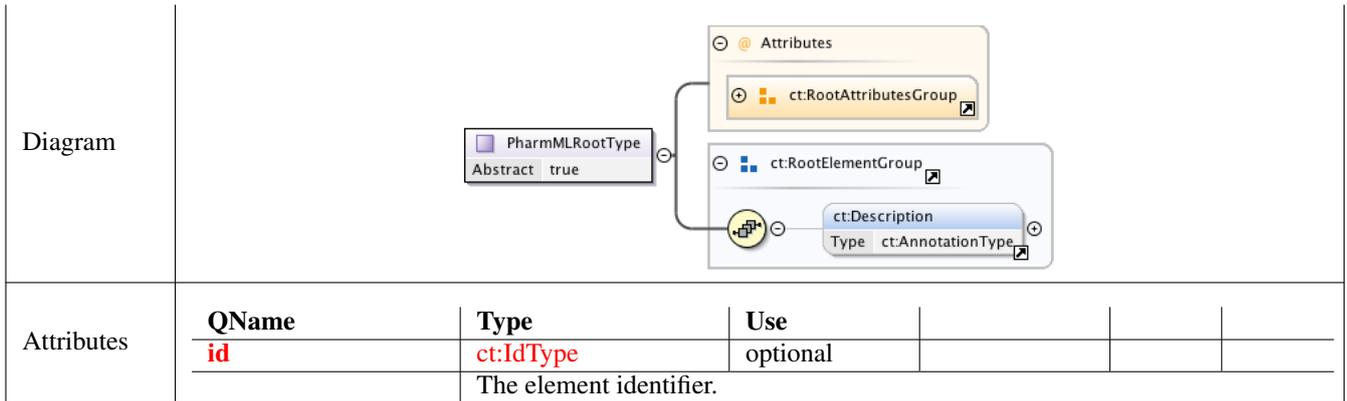 Diagram
@ Attributes
ct:RootAttributesGroup
PharmMLRootType
Abstract true
ct:RootElementGroup
ct:Description
Type ct:AnnotationType
Attributes
QName Type Use
id ct:IdType optional
The element identifier.